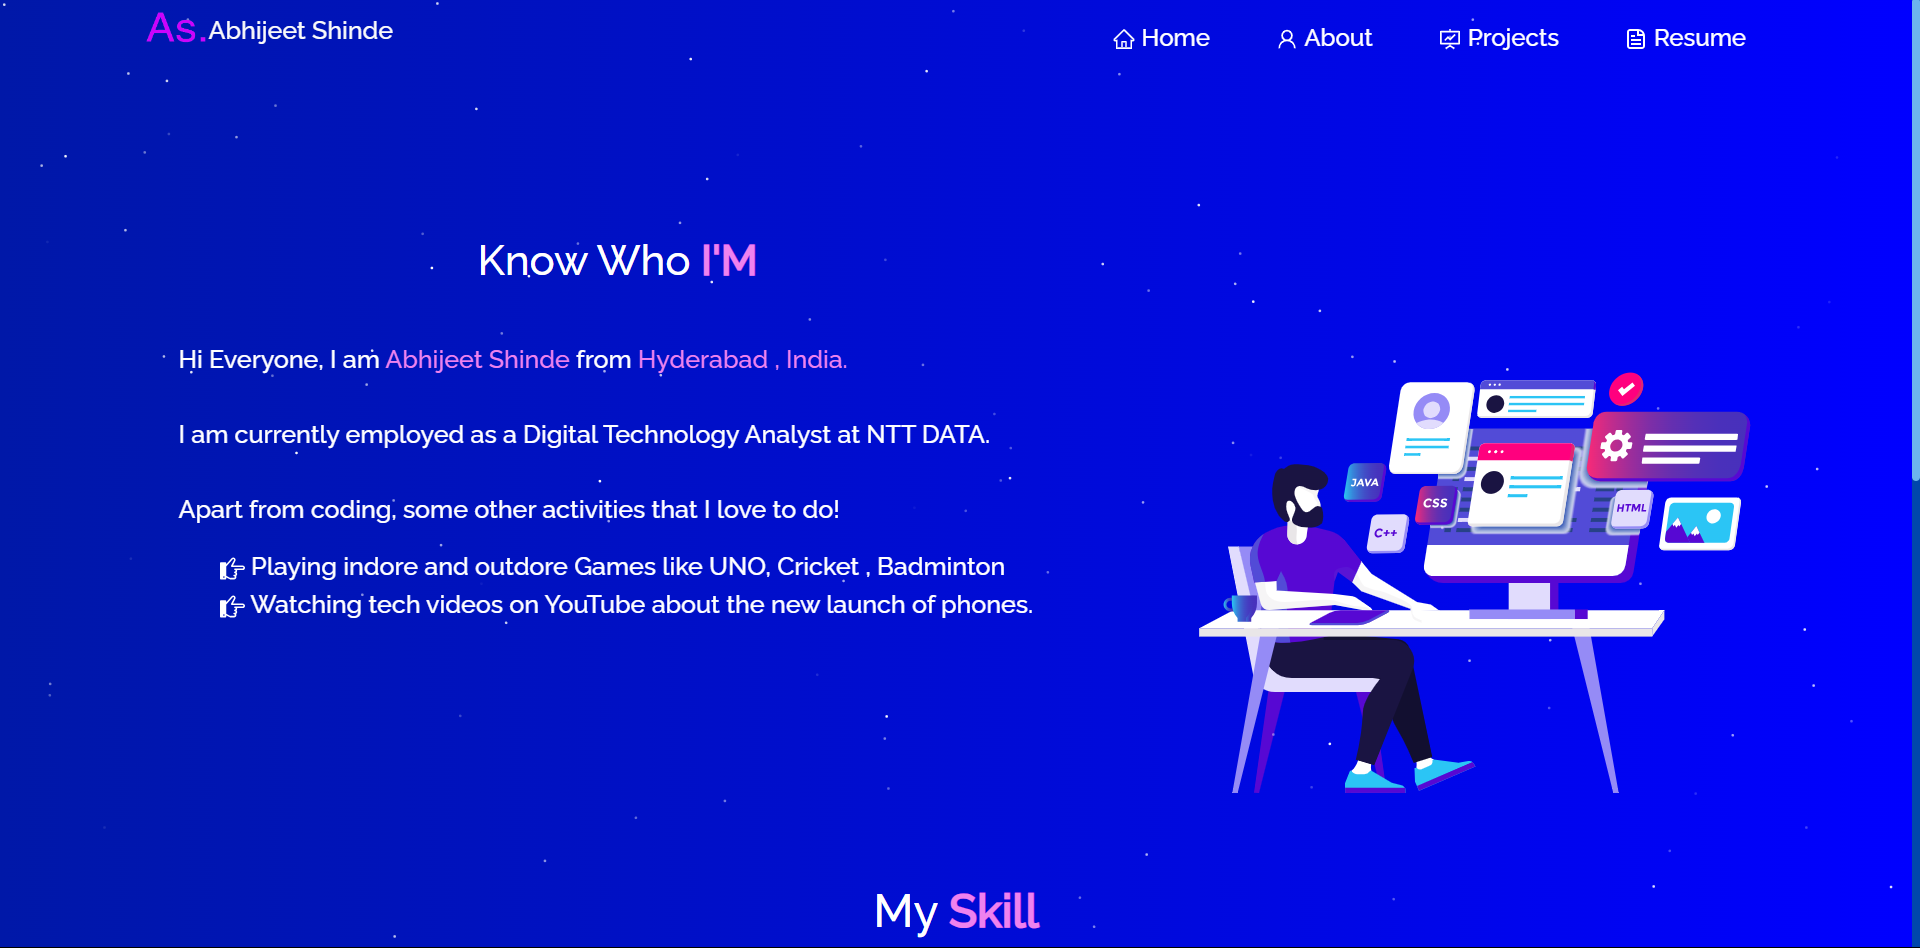 As. Abhijeet Shinde
Home
About
Projects
Resume
Know Who I'M
Hi Everyone, I am Abhijeet Shinde from Hyderabad , India.
I am currently employed as a Digital Technology Analyst at NTT DATA.
Apart from coding, some other activities that I love to do!
Playing indore and outdore Games like UNO, Cricket , Badminton
Watching tech videos on YouTube about the new launch of phones.
JAVA
CSS
C++
HTML
My Skill